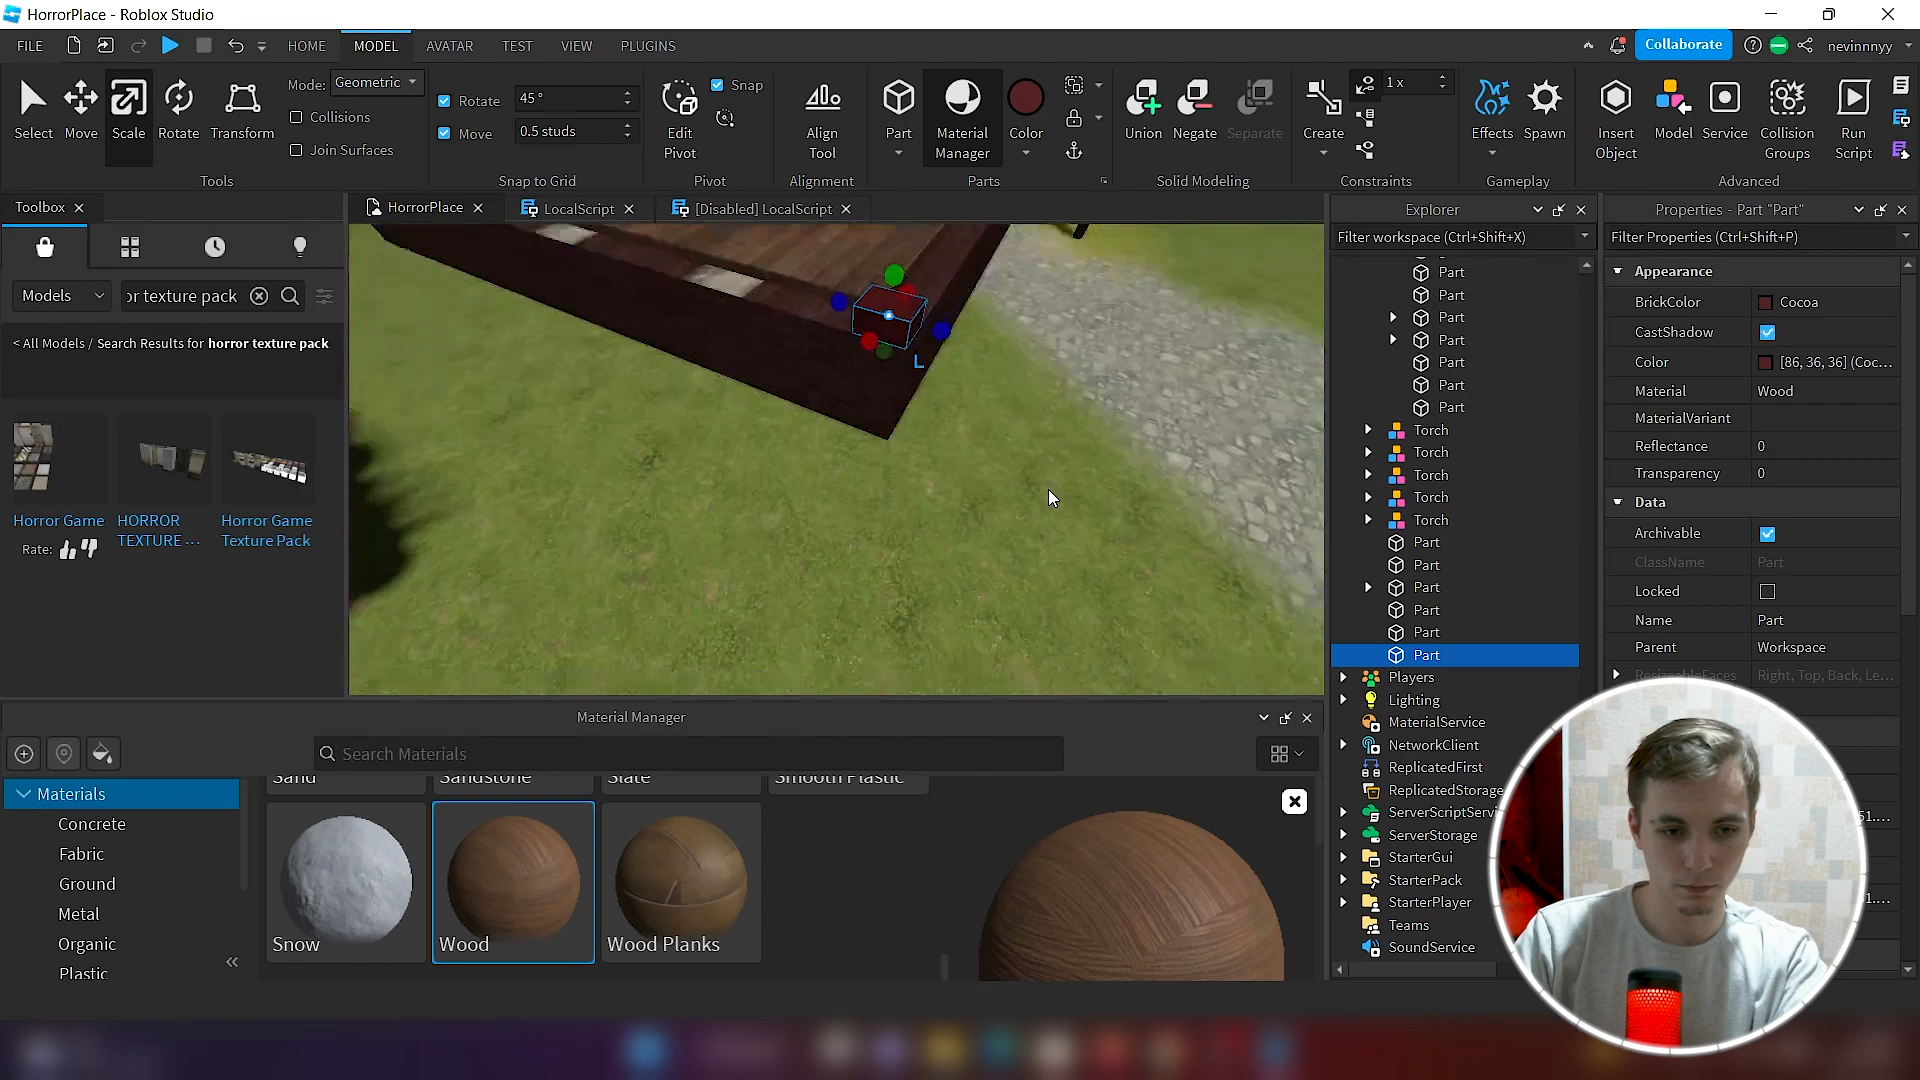 HorrorPlace - Roblox Studio
FILE HOME MODEL AVATAR TEST VIEW PLUGINS Collaborate nevinnnyy
Select Move Scale Rotate Transform
Mode: Geometric
Collisions
Join Surfaces
Tools
Rotate 45 °
Move 0.5 studs
Snap to Grid
Edit Pivot
Snap
Pivot
Align Tool
Alignment
Part
Material Manager
Color
Parts
Union Negate Separate
Solid Modeling
Create
1 x
Constraints
Effects Spawn
Gameplay
Insert Object
Model Service
Collision Groups
Run Script
Advanced
Toolbox
Models
or texture pack
< All Models / Search Results for horror texture pack
Horror Game
Rate:
HORROR TEXTURE ...
Horror Game Texture Pack
HorrorPlace LocalScript [Disabled] LocalScript
L
Explorer
Filter workspace (Ctrl+Shift+X)
Part
Part
Part
Part
Part
Part
Part
Torch
Torch
Torch
Torch
Torch
Part
Part
Part
Part
Part
Part
Players
Lighting
MaterialService
NetworkClient
ReplicatedFirst
ReplicatedStorage
ServerScriptServi
ServerStorage
StarterGui
StarterPack
StarterPlayer
Teams
SoundService
Properties - Part "Part"
Filter Properties (Ctrl+Shift+P)
Appearance
BrickColor Cocoa
CastShadow
Color [86, 36, 36] (Coc...
Material Wood
MaterialVariant
Reflectance 0
Transparency 0
Data
Archivable
ClassName Part
Locked
Name Part
Parent Workspace
ResizeableFaces Right, Top, Back, Le...
51....
1....
Material Manager
Search Materials
Materials
Concrete
Fabric
Ground
Metal
Organic
Plastic
Sand Sandstone Slate Smooth Plastic
Snow Wood Wood Planks